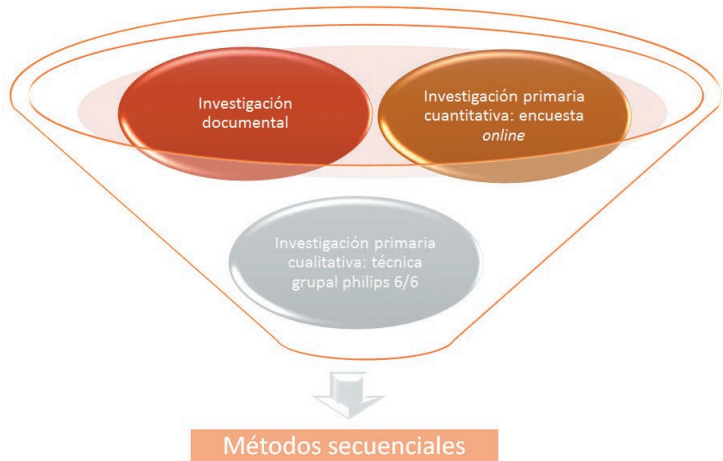 Investigación
documental
Investigación primaria
cuantitativa: encuesta
online
Investigación primaria
cualitativa: técnica
grupal philips 6/6
Métodos secuenciales